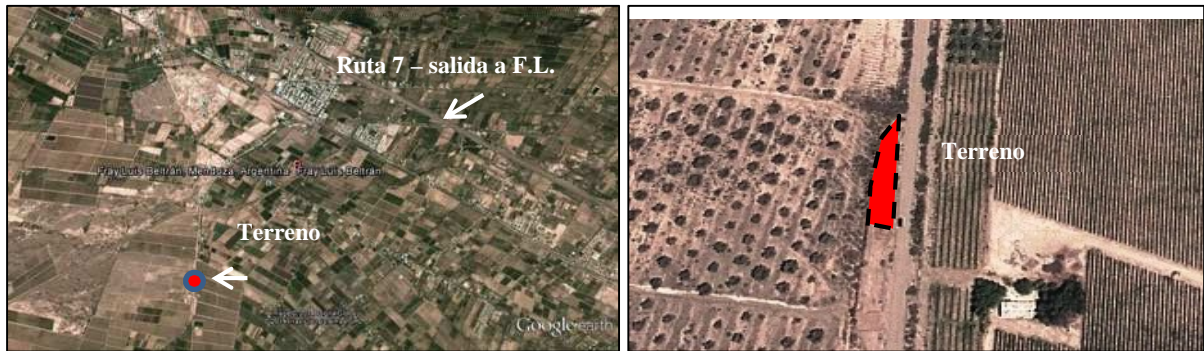 Ruta 7 – salida a F.L.
Fray Luis Beltrán, Mendoza, Argentina
Fray Luis Beltrán
Terreno
Google earth
Terreno